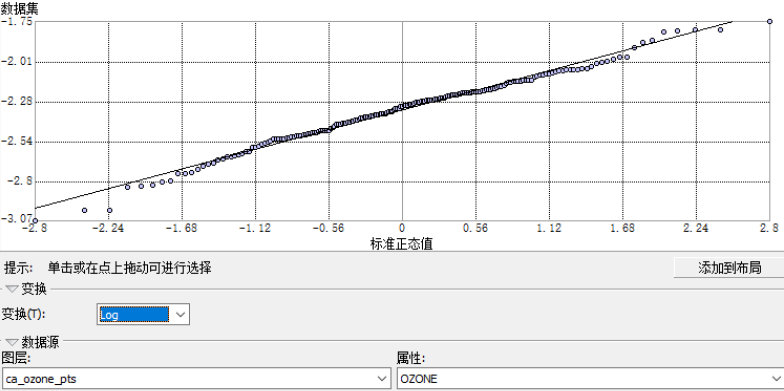 数据集
-1.75
-2.01
-2.28
-2.54
-2.8
-3.07
-2.8 -2.24 -1.68 -1.12 -0.56 0 0.56 1.12 1.68 2.24 2.8
标准正态值
提示: 单击或在点上拖动可进行选择 添加到布局
变换
变换(T): Log
数据源
图层: 属性:
ca_ozone_pts OZONE